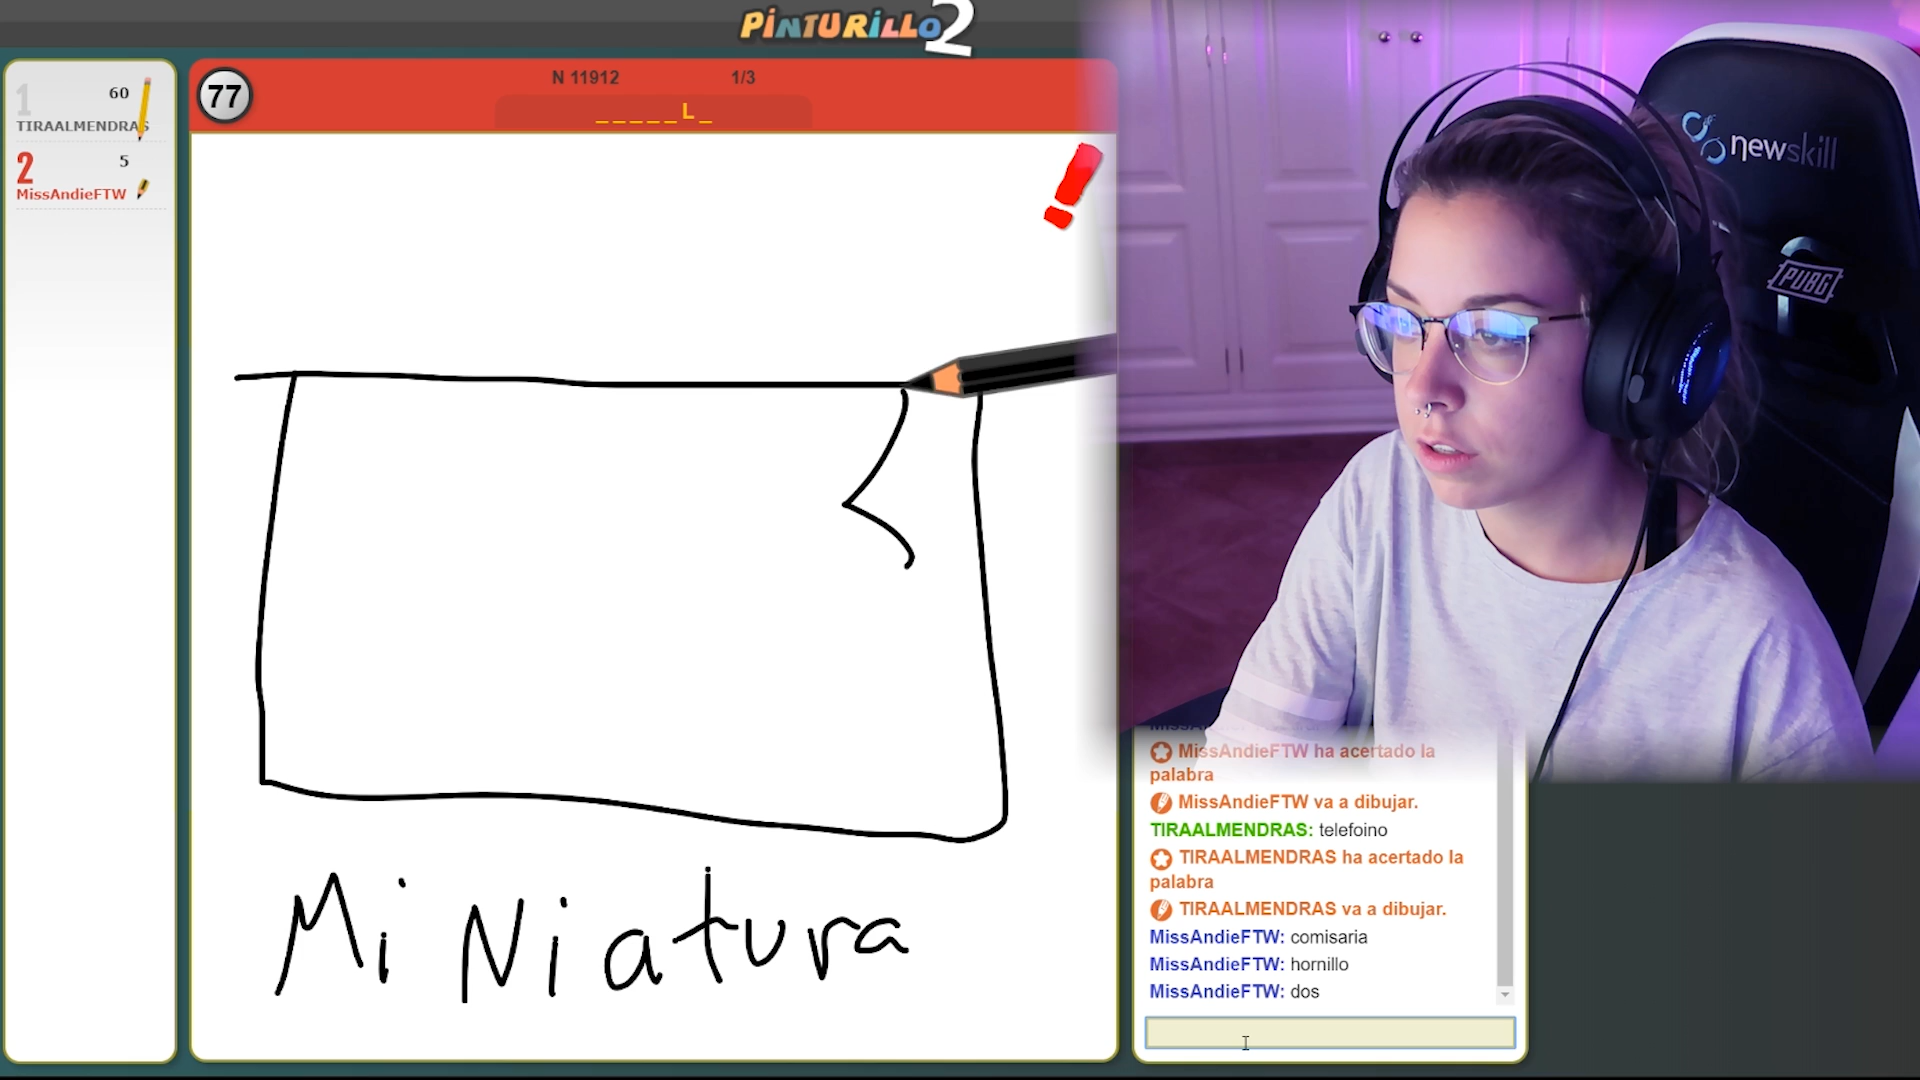 PINTURILLO 2
1 60
TIRAALMENDRAS
2 5
MissAndieFTW
77
N 11912 1/3
_ _ _ _ _ L _
!
Mi Niatura
newskill
PUBG
MissAndieFTW ha acertado la
palabra
MissAndieFTW va a dibujar.
TIRAALMENDRAS: telefoino
TIRAALMENDRAS ha acertado la
palabra
TIRAALMENDRAS va a dibujar.
MissAndieFTW: comisaria
MissAndieFTW: hornillo
MissAndieFTW: dos